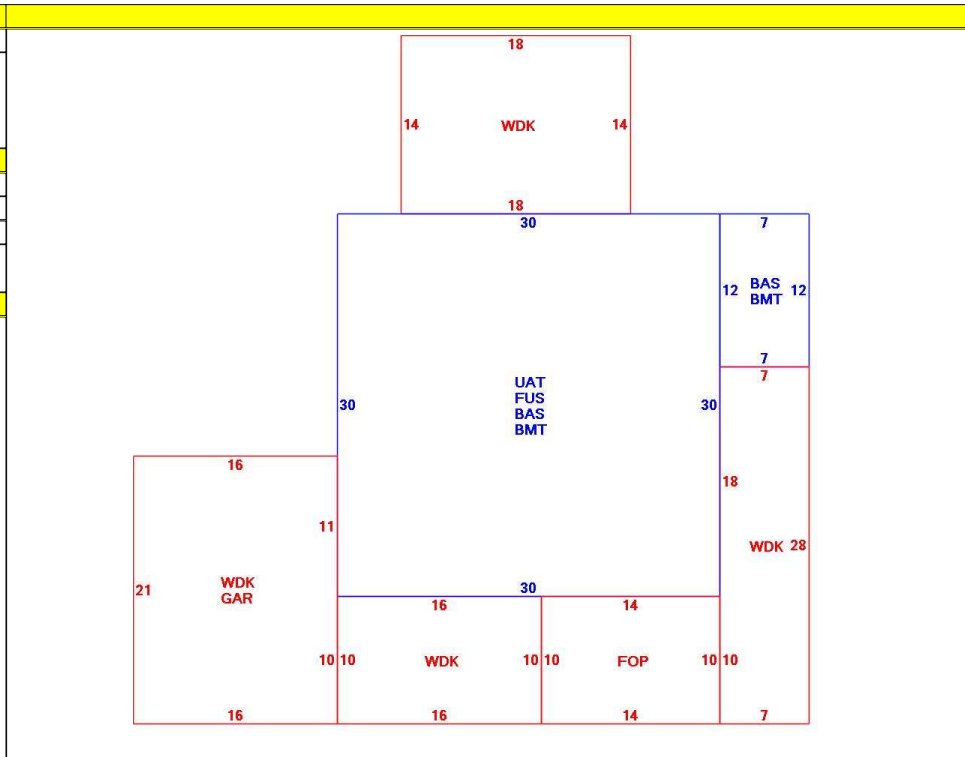 18
14 WDK 14
18
30
7
12 BAS 12
BMT
7
7
UAT
FUS
BAS
BMT
30 30
16
18
11
WDK 28
WDK
21
GAR
30
16 14
10 10 WDK 10 10 FOP 10 10
16 16 14 7